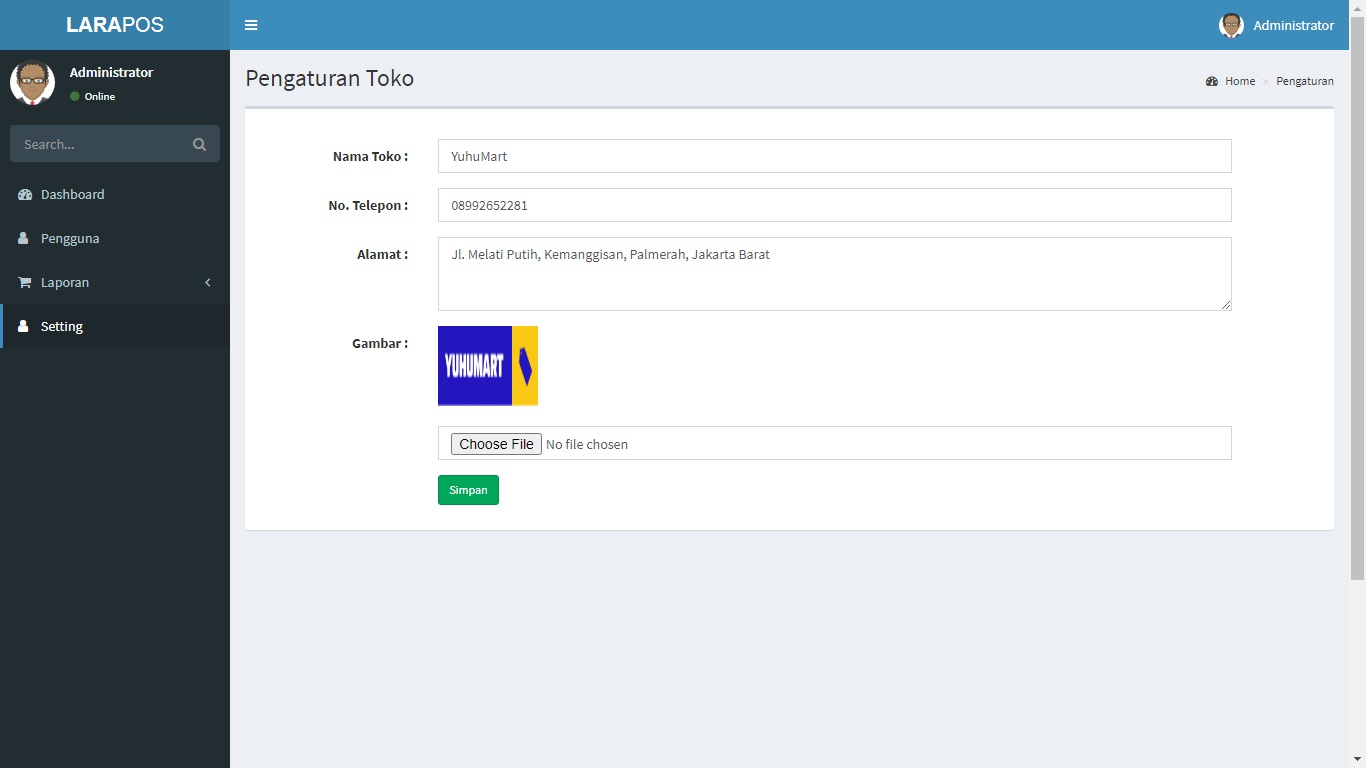 LARAPOS
Administrator
Administrator
Online
Search...
Dashboard
Pengguna
Laporan
Setting
Pengaturan Toko
Home > Pengaturan
Nama Toko : YuhuMart
No. Telepon : 08992652281
Alamat : Jl. Melati Putih, Kemanggisan, Palmerah, Jakarta Barat
Gambar : YUHUMART
Choose File No file chosen
Simpan